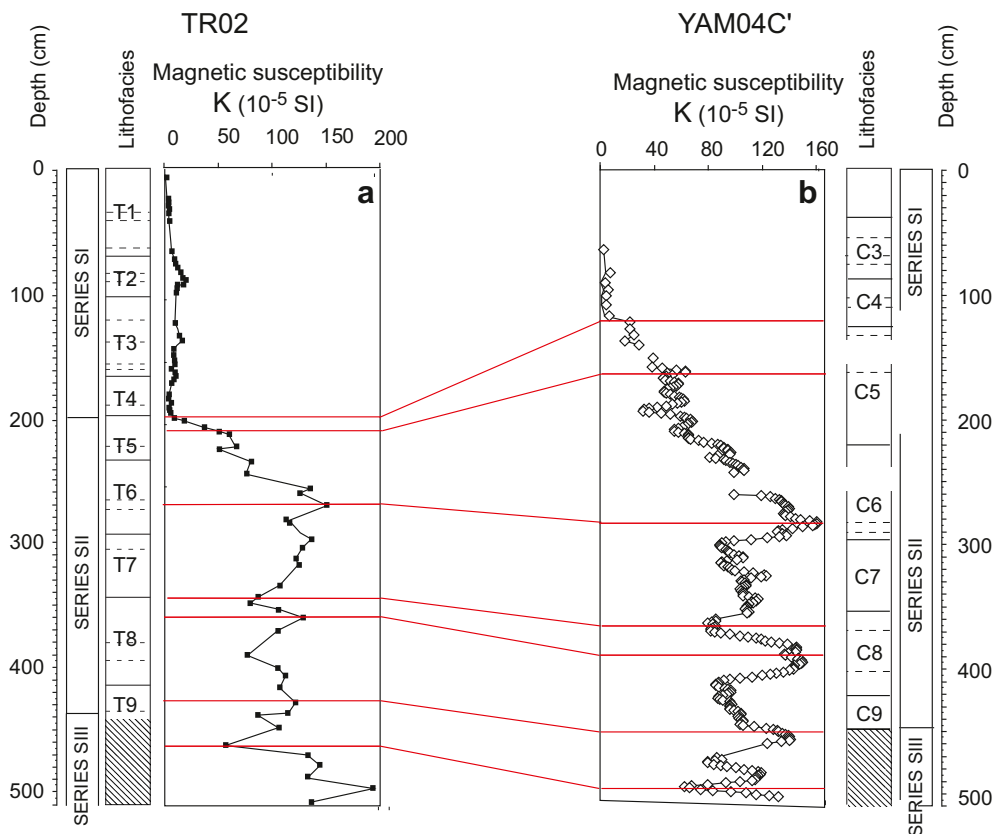 TR02
YAM04C'
Depth (cm)
Lithofacies
Magnetic susceptibility
K (10-5 SI)
0
50
100
150
200
Magnetic susceptibility
K (10-5 SI)
0
40
80
120
160
Lithofacies
Depth (cm)
a
b
0
100
200
300
400
500
SERIES SI
SERIES SII
SERIES SIII
T1
T2
T3
T4
T5
T6
T7
T8
T9
C3
C4
C5
C6
C7
C8
C9
SERIES SI
SERIES SII
SERIES SIII
0
100
200
300
400
500